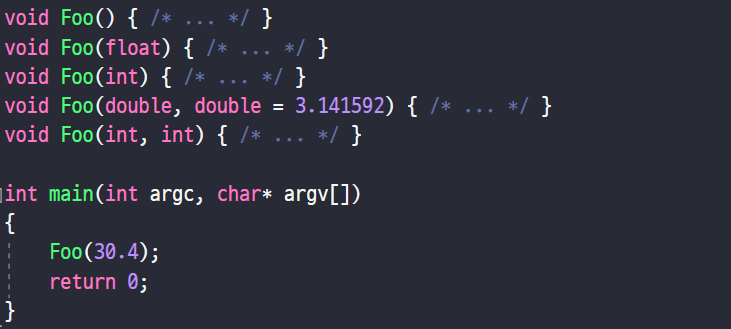 void Foo() { /* ... */ }
void Foo(float) { /* ... */ }
void Foo(int) { /* ... */ }
void Foo(double, double = 3.141592) { /* ... */ }
void Foo(int, int) { /* ... */ }
int main(int argc, char* argv[])
{
Foo(30.4);
return 0;
}